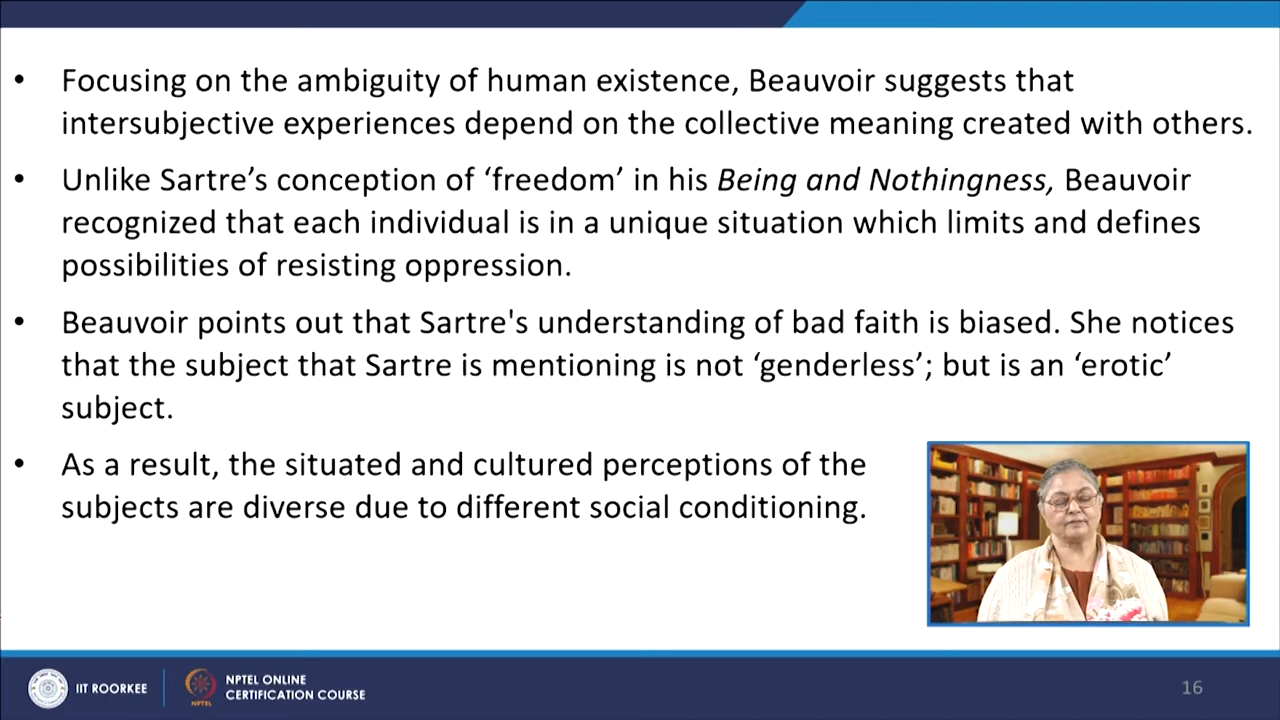 • Focusing on the ambiguity of human existence, Beauvoir suggests that
intersubjective experiences depend on the collective meaning created with others.
• Unlike Sartre’s conception of ‘freedom’ in his Being and Nothingness, Beauvoir
recognized that each individual is in a unique situation which limits and defines
possibilities of resisting oppression.
• Beauvoir points out that Sartre's understanding of bad faith is biased. She notices
that the subject that Sartre is mentioning is not ‘genderless’; but is an ‘erotic’
subject.
• As a result, the situated and cultured perceptions of the
subjects are diverse due to different social conditioning.
IIT ROORKEE
NPTEL
NPTEL ONLINE
CERTIFICATION COURSE
16